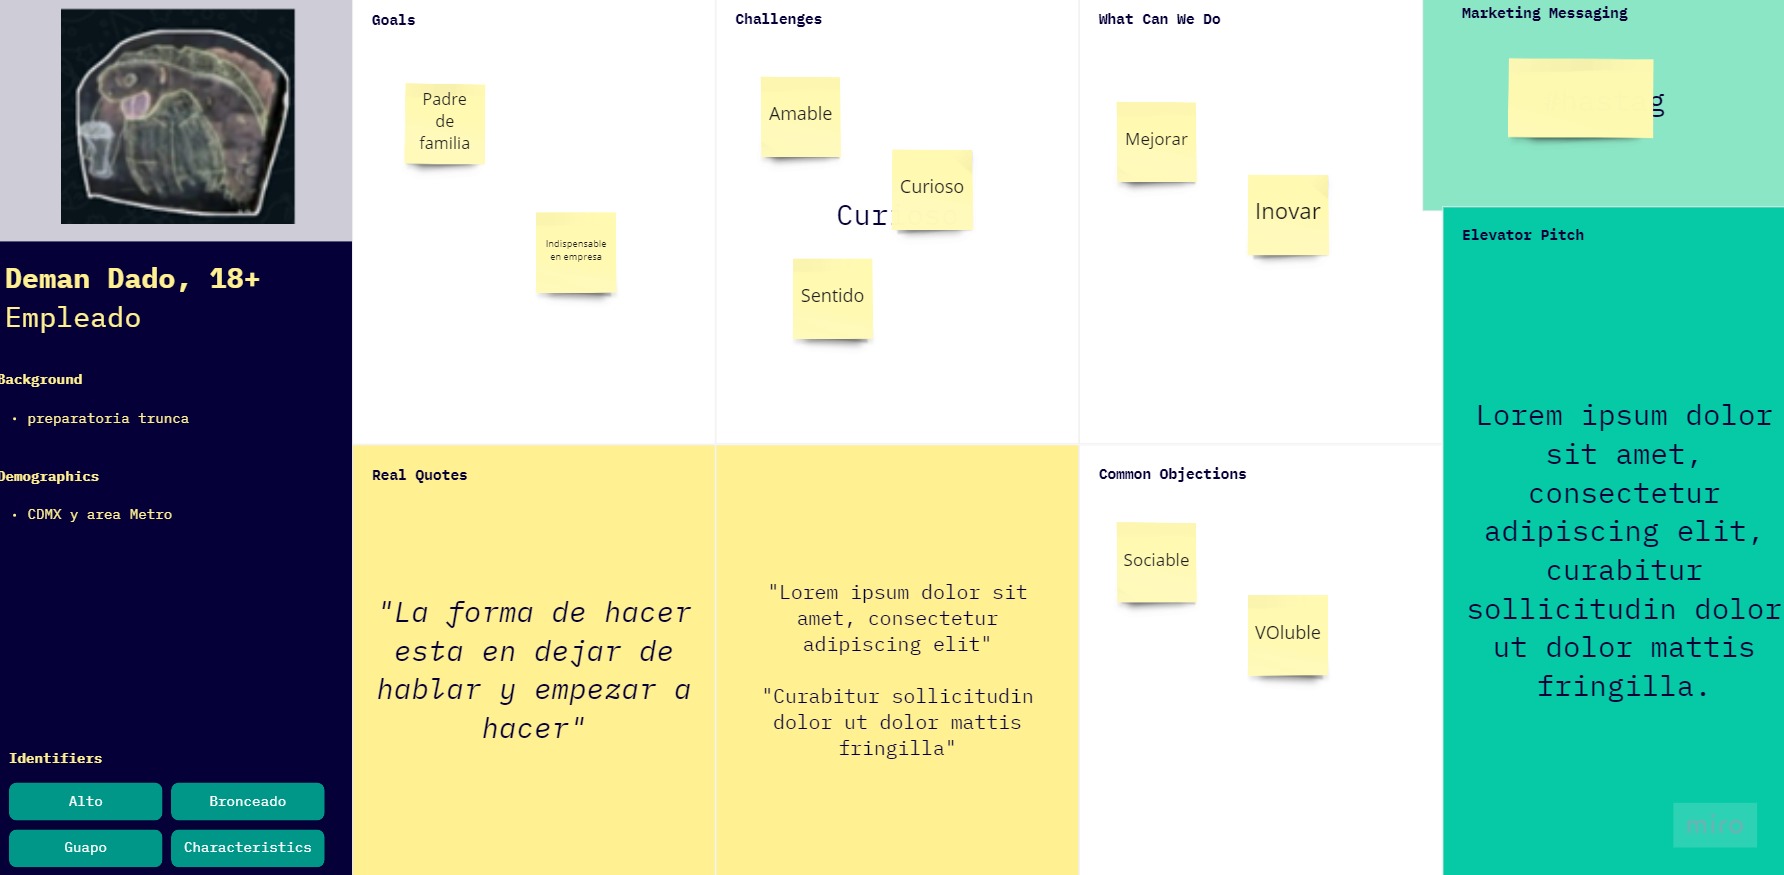 Deman Dado, 18+
Empleado
Background
• preparatoria trunca
Demographics
• CDMX y area Metro
Identifiers
Alto
Bronceado
Guapo
Characteristics
Goals
Padre
de
familia
Indispensable
en empresa
Challenges
Amable
Curioso
Sentido
What Can We Do
Mejorar
Inovar
Marketing Messaging
Elevator Pitch
Lorem ipsum dolor
sit amet,
consectetur
adipiscing elit,
curabitur
sollicitudin dolor
ut dolor mattis
fringilla.
Real Quotes
"La forma de hacer
esta en dejar de
hablar y empezar a
hacer"
"Lorem ipsum dolor sit
amet, consectetur
adipiscing elit"
"Curabitur sollicitudin
dolor ut dolor mattis
fringilla"
Common Objections
Sociable
VOluble
miro